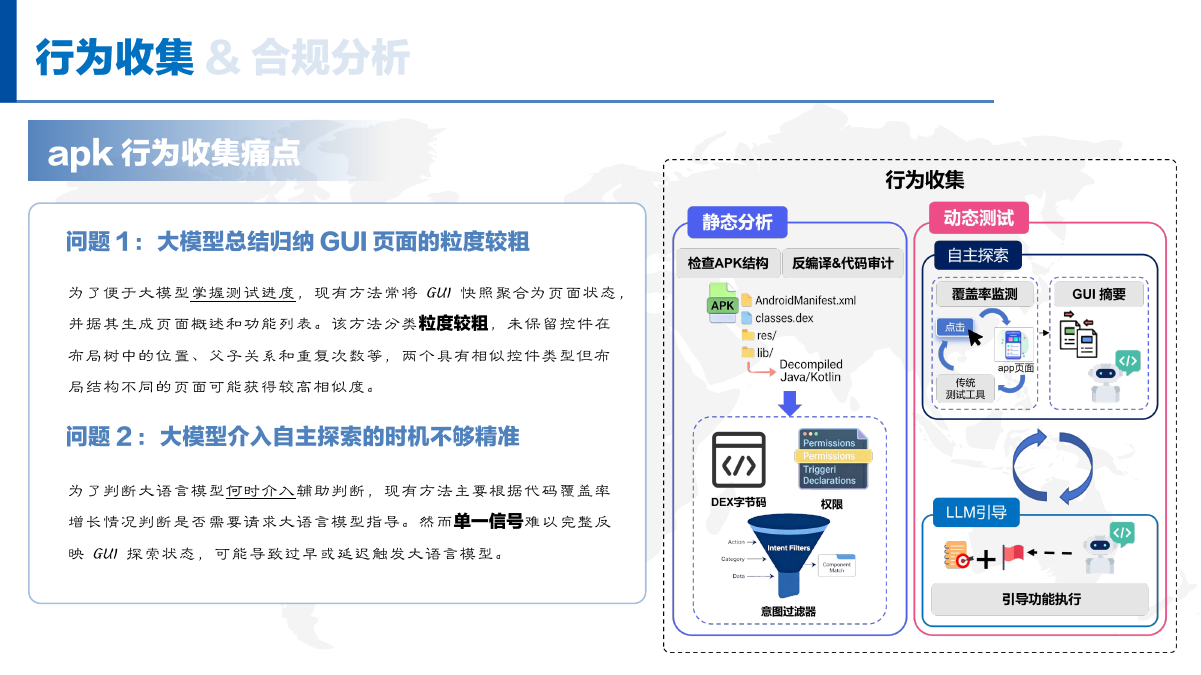 行为收集 & 合规分析
apk 行为收集痛点
问题 1：大模型总结归纳 GUI 页面的粒度较粗
为了便于大模型掌握测试进度，现有方法常将 GUI 快照聚合为页面状态，
并据其生成页面概述和功能列表。该方法分类粒度较粗，未保留控件在
布局树中的位置、父子关系和重复次数等，两个具有相似控件类型但布
局结构不同的页面可能获得较高相似度。
问题 2：大模型介入自主探索的时机不够精准
为了判断大语言模型何时介入辅助判断，现有方法主要根据代码覆盖率
增长情况判断是否需要请求大语言模型指导。然而单一信号难以完整反
映 GUI 探索状态，可能导致过早或延迟触发大语言模型。
行为收集
静态分析
检查APK结构
反编译&代码审计
APK
AndroidManifest.xml
classes.dex
res/
lib/
Decompiled
Java/Kotlin
DEX字节码
Permissions
Permissions
Triggeri
Declarations
权限
Action
Category
Data
Intent Filters
Component
Match
意图过滤器
动态测试
自主探索
覆盖率监测
点击
app页面
传统
测试工具
GUI 摘要
LLM引导
引导功能执行